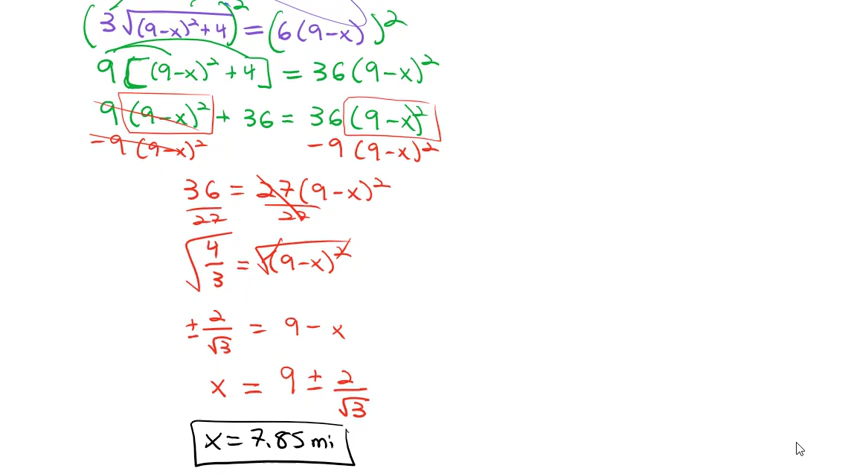 (3√((9-x)²+4))² = (6(9-x))²
9[(9-x)²+4] = 36(9-x)²
9(9-x)² + 36 = 36(9-x)²
-9(9-x)² -9(9-x)²
36/27 = 27(9-x)²/27
√(4/3) = √(9-x)²
± 2/√3 = 9-x
x = 9 ± 2/√3
x = 7.85 mi